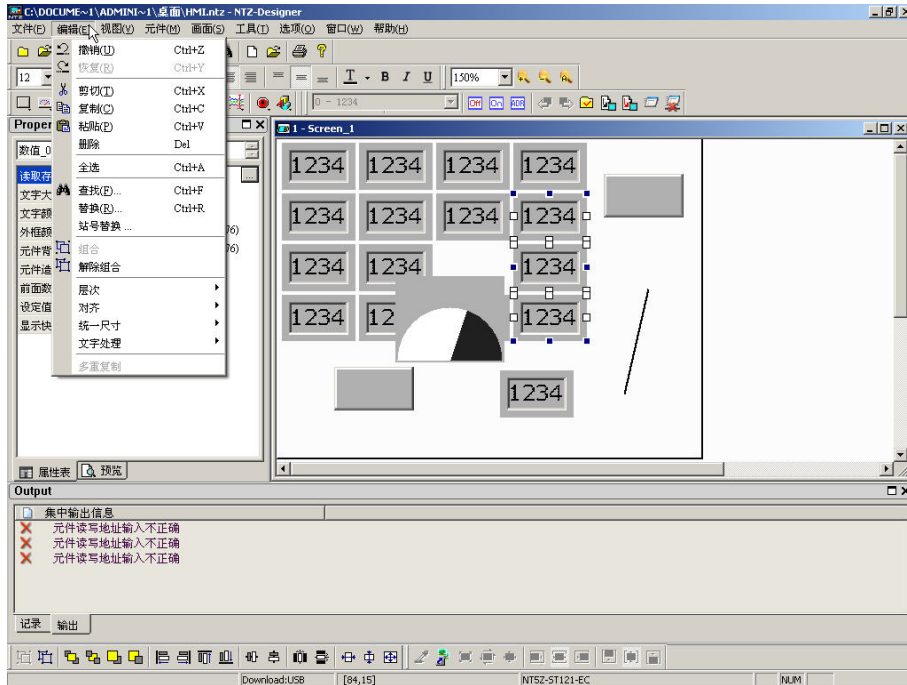 C:\DOCUME~1\ADMINI~1\桌面\HMI.ntz - NTZ-Designer
文件(F) 编辑(E) 视图(V) 元件(M) 画面(S) 工具(T) 选项(O) 窗口(W) 帮助(H)
撤销(U) Ctrl+Z
恢复(R) Ctrl+Y
剪切(T) Ctrl+X
复制(C) Ctrl+C
粘贴(P) Ctrl+V
删除 Del
全选 Ctrl+A
查找(F)... Ctrl+F
替换(R)... Ctrl+R
站号替换 ...
组合
解除组合
层次
对齐
统一尺寸
文字处理
多重复制
12
T B I U 150%
0 - 1234
Off On ADR
Proper
数值_0
读取存
文字大
文字颜
外框颜
元件背
元件造
前面数
设定值
显示快
76)
76)
属性表 预览
1 - Screen_1
1234 1234 1234 1234
1234 1234 1234 1234
1234 1234 1234
1234 12 1234
1234
Output
集中输出信息
元件读写地址输入不正确
元件读写地址输入不正确
元件读写地址输入不正确
记录 输出
Download:USB [84,15] NT5Z-ST121-EC NUM